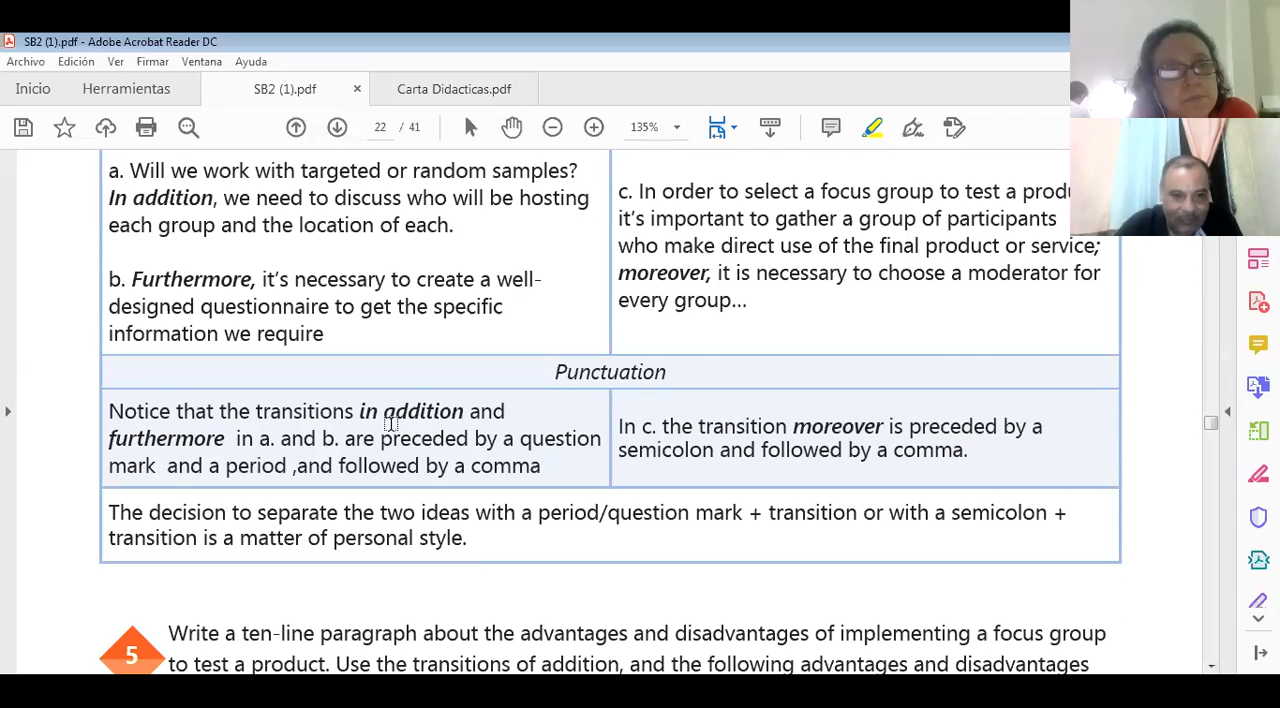 SB2 (1).pdf - Adobe Acrobat Reader DC
Archivo Edición Ver Firmar Ventana Ayuda
Inicio Herramientas SB2 (1).pdf × Carta Didacticas.pdf
22 / 41 135%
a. Will we work with targeted or random samples?
In addition, we need to discuss who will be hosting
each group and the location of each.
b. Furthermore, it's necessary to create a well-
designed questionnaire to get the specific
information we require
c. In order to select a focus group to test a produ
it's important to gather a group of participants
who make direct use of the final product or service;
moreover, it is necessary to choose a moderator for
every group...
Punctuation
Notice that the transitions in addition and
furthermore in a. and b. are preceded by a question
mark and a period ,and followed by a comma
In c. the transition moreover is preceded by a
semicolon and followed by a comma.
The decision to separate the two ideas with a period/question mark + transition or with a semicolon +
transition is a matter of personal style.
5
Write a ten-line paragraph about the advantages and disadvantages of implementing a focus group
to test a product. Use the transitions of addition, and the following advantages and disadvantages